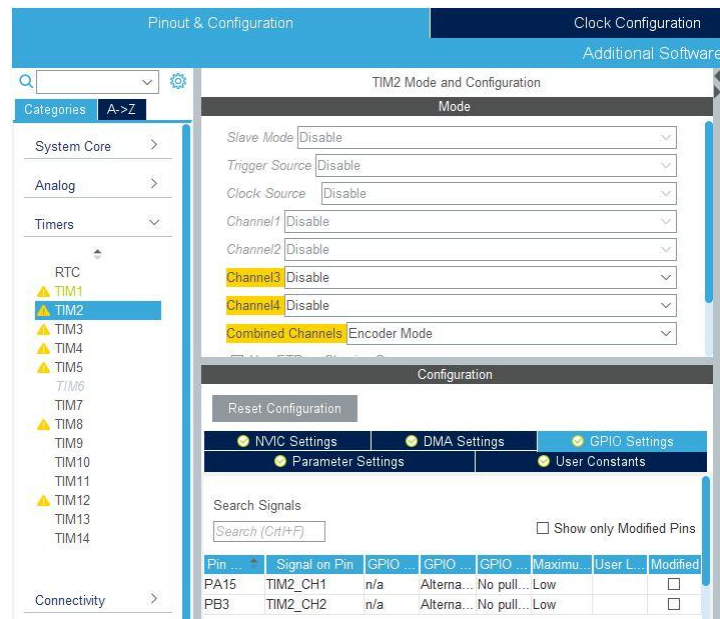 Pinout & Configuration
Clock Configuration
Additional Software
Categories A->Z
System Core
Analog
Timers
RTC
TIM1
TIM2
TIM3
TIM4
TIM5
TIM6
TIM7
TIM8
TIM9
TIM10
TIM11
TIM12
TIM13
TIM14
Connectivity
TIM2 Mode and Configuration
Mode
Slave Mode Disable
Trigger Source Disable
Clock Source Disable
Channel1 Disable
Channel2 Disable
Channel3 Disable
Channel4 Disable
Combined Channels Encoder Mode
Configuration
Reset Configuration
NVIC Settings DMA Settings GPIO Settings
Parameter Settings User Constants
Search Signals
Search (Crtl+F) Show only Modified Pins
Pin ... Signal on Pin GPIO ... GPIO ... GPIO ... Maximu... User L... Modified
PA15 TIM2_CH1 n/a Alterna... No pull... Low
PB3 TIM2_CH2 n/a Alterna... No pull... Low